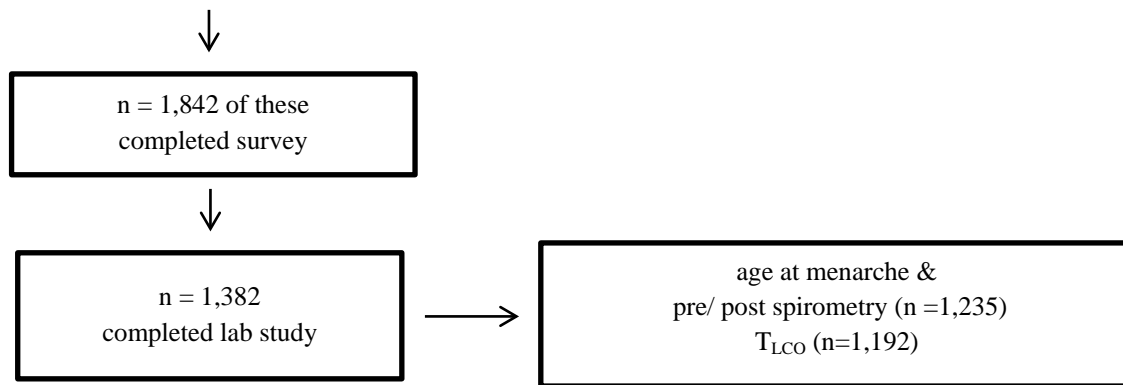 n = 1,842 of these
completed survey
n = 1,382
completed lab study
age at menarche &
pre/ post spirometry (n =1,235)
TLCO (n=1,192)